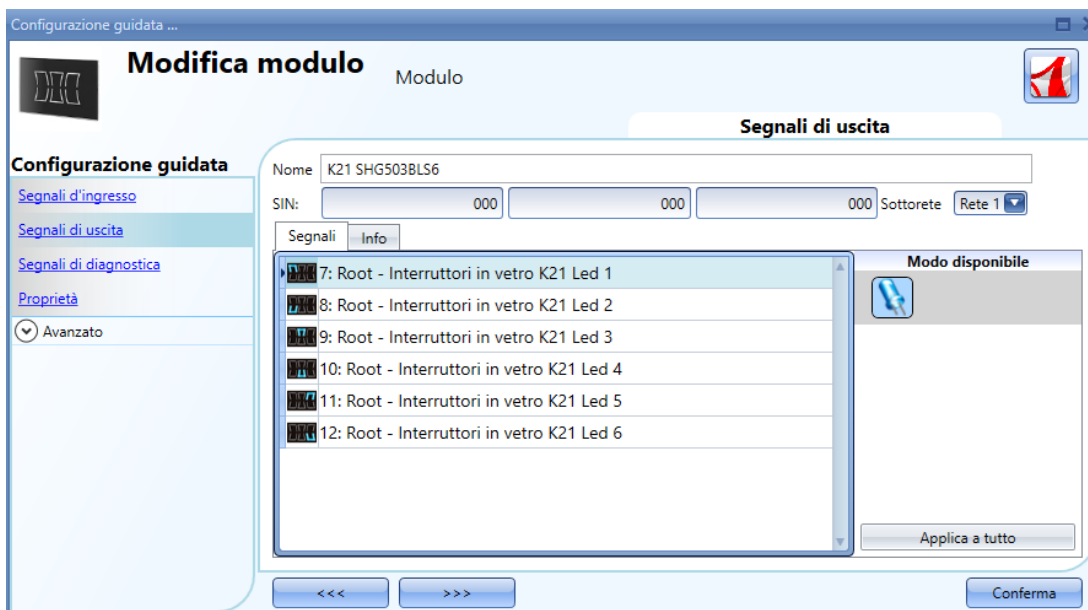 Configurazione guidata ...
Modifica modulo
Modulo
Segnali di uscita
Configurazione guidata
Segnali d'ingresso
Segnali di uscita
Segnali di diagnostica
Proprietà
Avanzato
Nome K21 SHG503BLS6
SIN: 000 000 000 Sottorete Rete 1
Segnali Info
7: Root - Interruttori in vetro K21 Led 1
8: Root - Interruttori in vetro K21 Led 2
9: Root - Interruttori in vetro K21 Led 3
10: Root - Interruttori in vetro K21 Led 4
11: Root - Interruttori in vetro K21 Led 5
12: Root - Interruttori in vetro K21 Led 6
Modo disponibile
Applica a tutto
<<< >>> Conferma